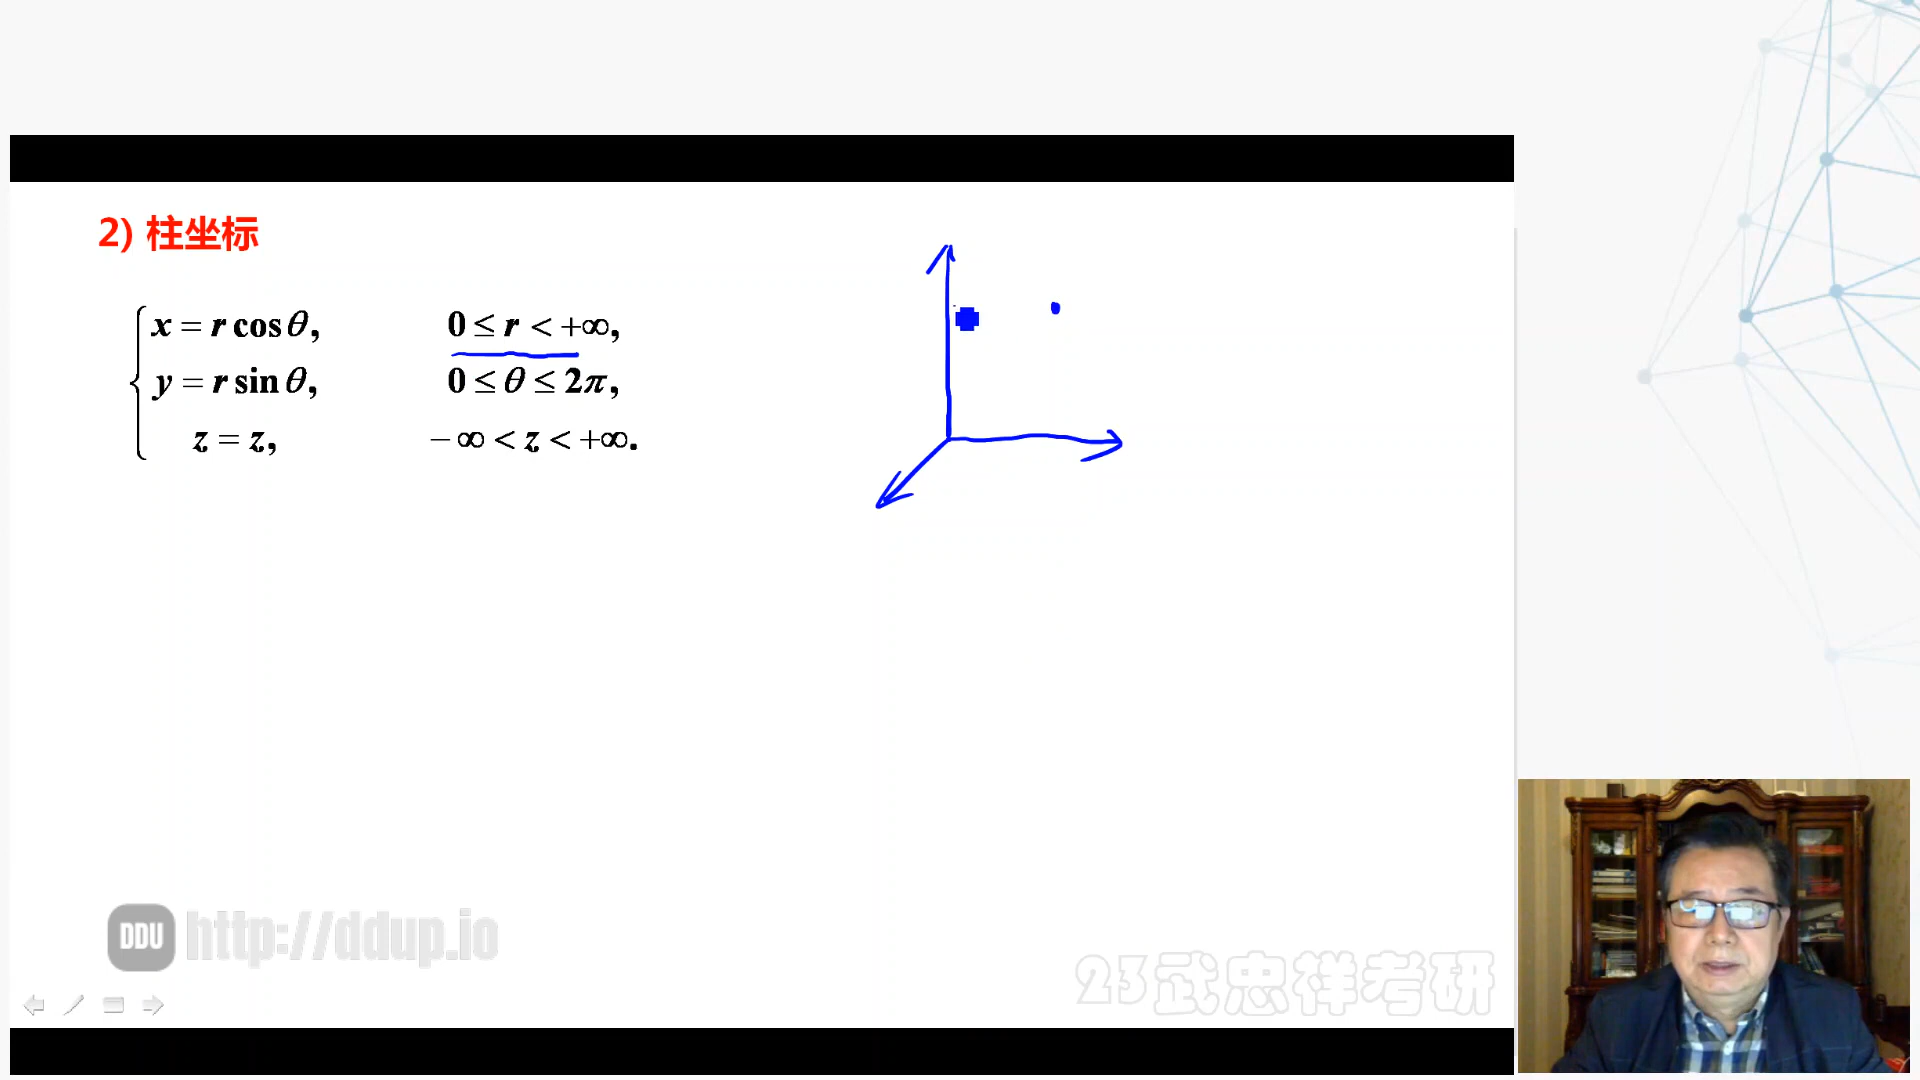 2) 柱坐标
x = r cos θ, 0 ≤ r < +∞,
y = r sin θ, 0 ≤ θ ≤ 2π,
z = z, − ∞ < z < +∞.
DDU http://ddup.io
23武忠祥考研